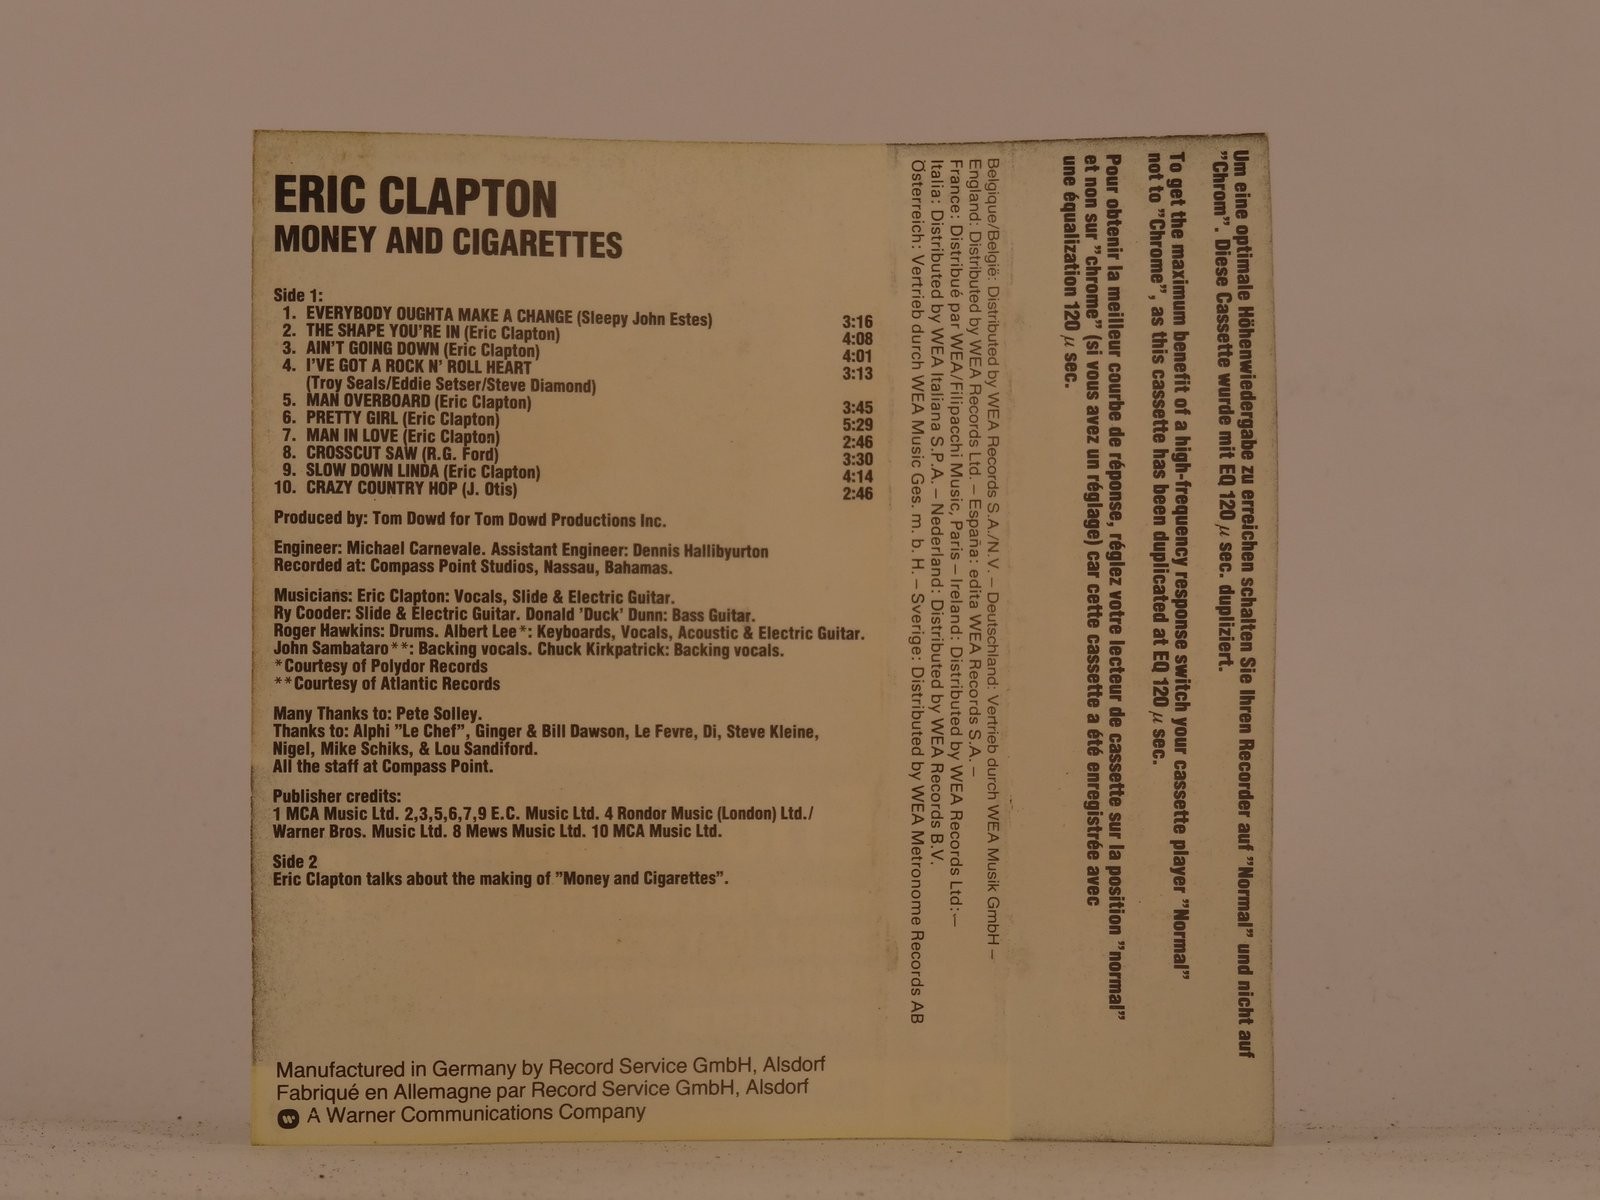 ERIC CLAPTON
MONEY AND CIGARETTES
Side 1:
1. EVERYBODY OUGHTA MAKE A CHANGE (Sleepy John Estes) 3:16
2. THE SHAPE YOU'RE IN (Eric Clapton) 4:08
3. AIN'T GOING DOWN (Eric Clapton) 4:01
4. I'VE GOT A ROCK N' ROLL HEART 3:13
(Troy Seals/Eddie Setser/Steve Diamond)
5. MAN OVERBOARD (Eric Clapton) 3:45
6. PRETTY GIRL (Eric Clapton) 5:29
7. MAN IN LOVE (Eric Clapton) 2:46
8. CROSSCUT SAW (R.G. Ford) 3:30
9. SLOW DOWN LINDA (Eric Clapton) 4:14
10. CRAZY COUNTRY HOP (J. Otis) 2:46
Produced by: Tom Dowd for Tom Dowd Productions Inc.
Engineer: Michael Carnevale. Assistant Engineer: Dennis Hallibyurton
Recorded at: Compass Point Studios, Nassau, Bahamas.
Musicians: Eric Clapton: Vocals, Slide & Electric Guitar.
Ry Cooder: Slide & Electric Guitar. Donald 'Duck' Dunn: Bass Guitar.
Roger Hawkins: Drums. Albert Lee*: Keyboards, Vocals, Acoustic & Electric Guitar.
John Sambataro**: Backing vocals. Chuck Kirkpatrick: Backing vocals.
*Courtesy of Polydor Records
**Courtesy of Atlantic Records
Many Thanks to: Pete Solley.
Thanks to: Alphi "Le Chef", Ginger & Bill Dawson, Le Fevre, Di, Steve Kleine,
Nigel, Mike Schiks, & Lou Sandiford.
All the staff at Compass Point.
Publisher credits:
1 MCA Music Ltd. 2,3,5,6,7,9 E.C. Music Ltd. 4 Rondor Music (London) Ltd./
Warner Bros. Music Ltd. 8 Mews Music Ltd. 10 MCA Music Ltd.
Side 2
Eric Clapton talks about the making of "Money and Cigarettes".
Manufactured in Germany by Record Service GmbH, Alsdorf
Fabriqué en Allemagne par Record Service GmbH, Alsdorf
A Warner Communications Company
Belgique/België: Distributed by WEA Records S.A./N.V. – Deutschland: Vertrieb durch WEA Musik GmbH –
England: Distributed by WEA Records Ltd. – España: edita WEA Records S.A. –
France: Distribué par WEA/Filipacchi Music, Paris – Ireland: Distributed by WEA Records Ltd: –
Italia: Distributed by WEA Italiana S.P.A. – Nederland: Distributed by WEA Records B.V.
Österreich: Vertrieb durch WEA Music Ges. m. b. H. – Sverige: Distributed by WEA Metronome Records AB
Um eine optimale Höhenwiedergabe zu erreichen schalten Sie Ihren Recorder auf "Normal" und nicht auf
"Chrom". Diese Cassette wurde mit EQ 120 µ sec. dupliziert.
To get the maximum benefit of a high-frequency response switch your cassette player "Normal"
not to "Chrome", as this cassette has been duplicated at EQ 120 µ sec.
Pour obtenir la meilleur courbe de réponse, réglez votre lecteur de cassette sur la position "normal"
et non sur "chrome" (si vous avez un réglage) car cette cassette a été enregistrée avec
une équalization 120 µ sec.